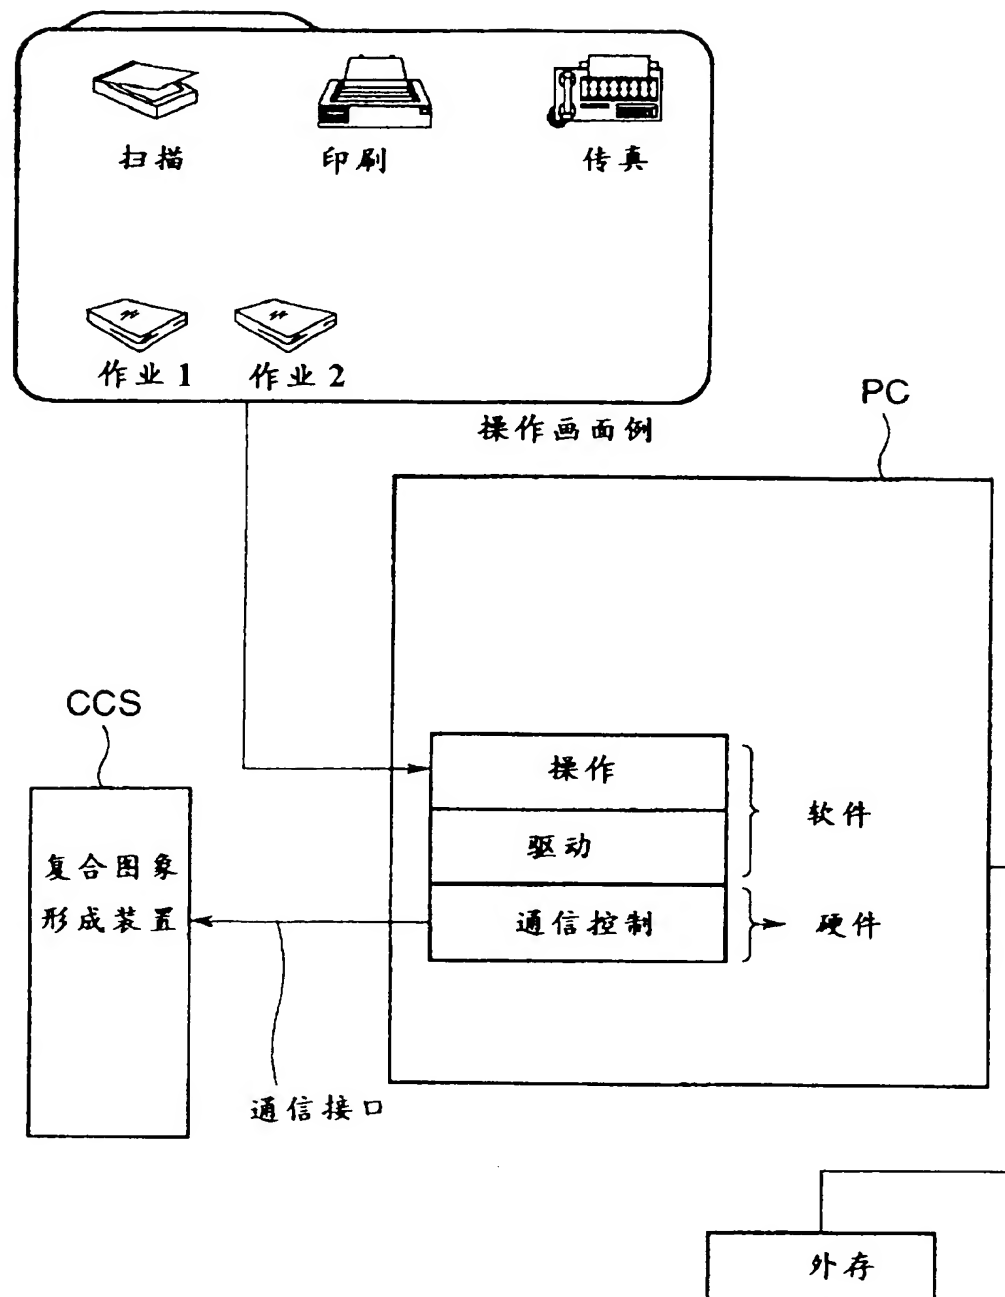 扫描
印刷
传真
作业1
作业2
操作画面例
PC
CCS
操作
驱动
软件
复合图象
形成装置
通信控制
硬件
通信接口
外存